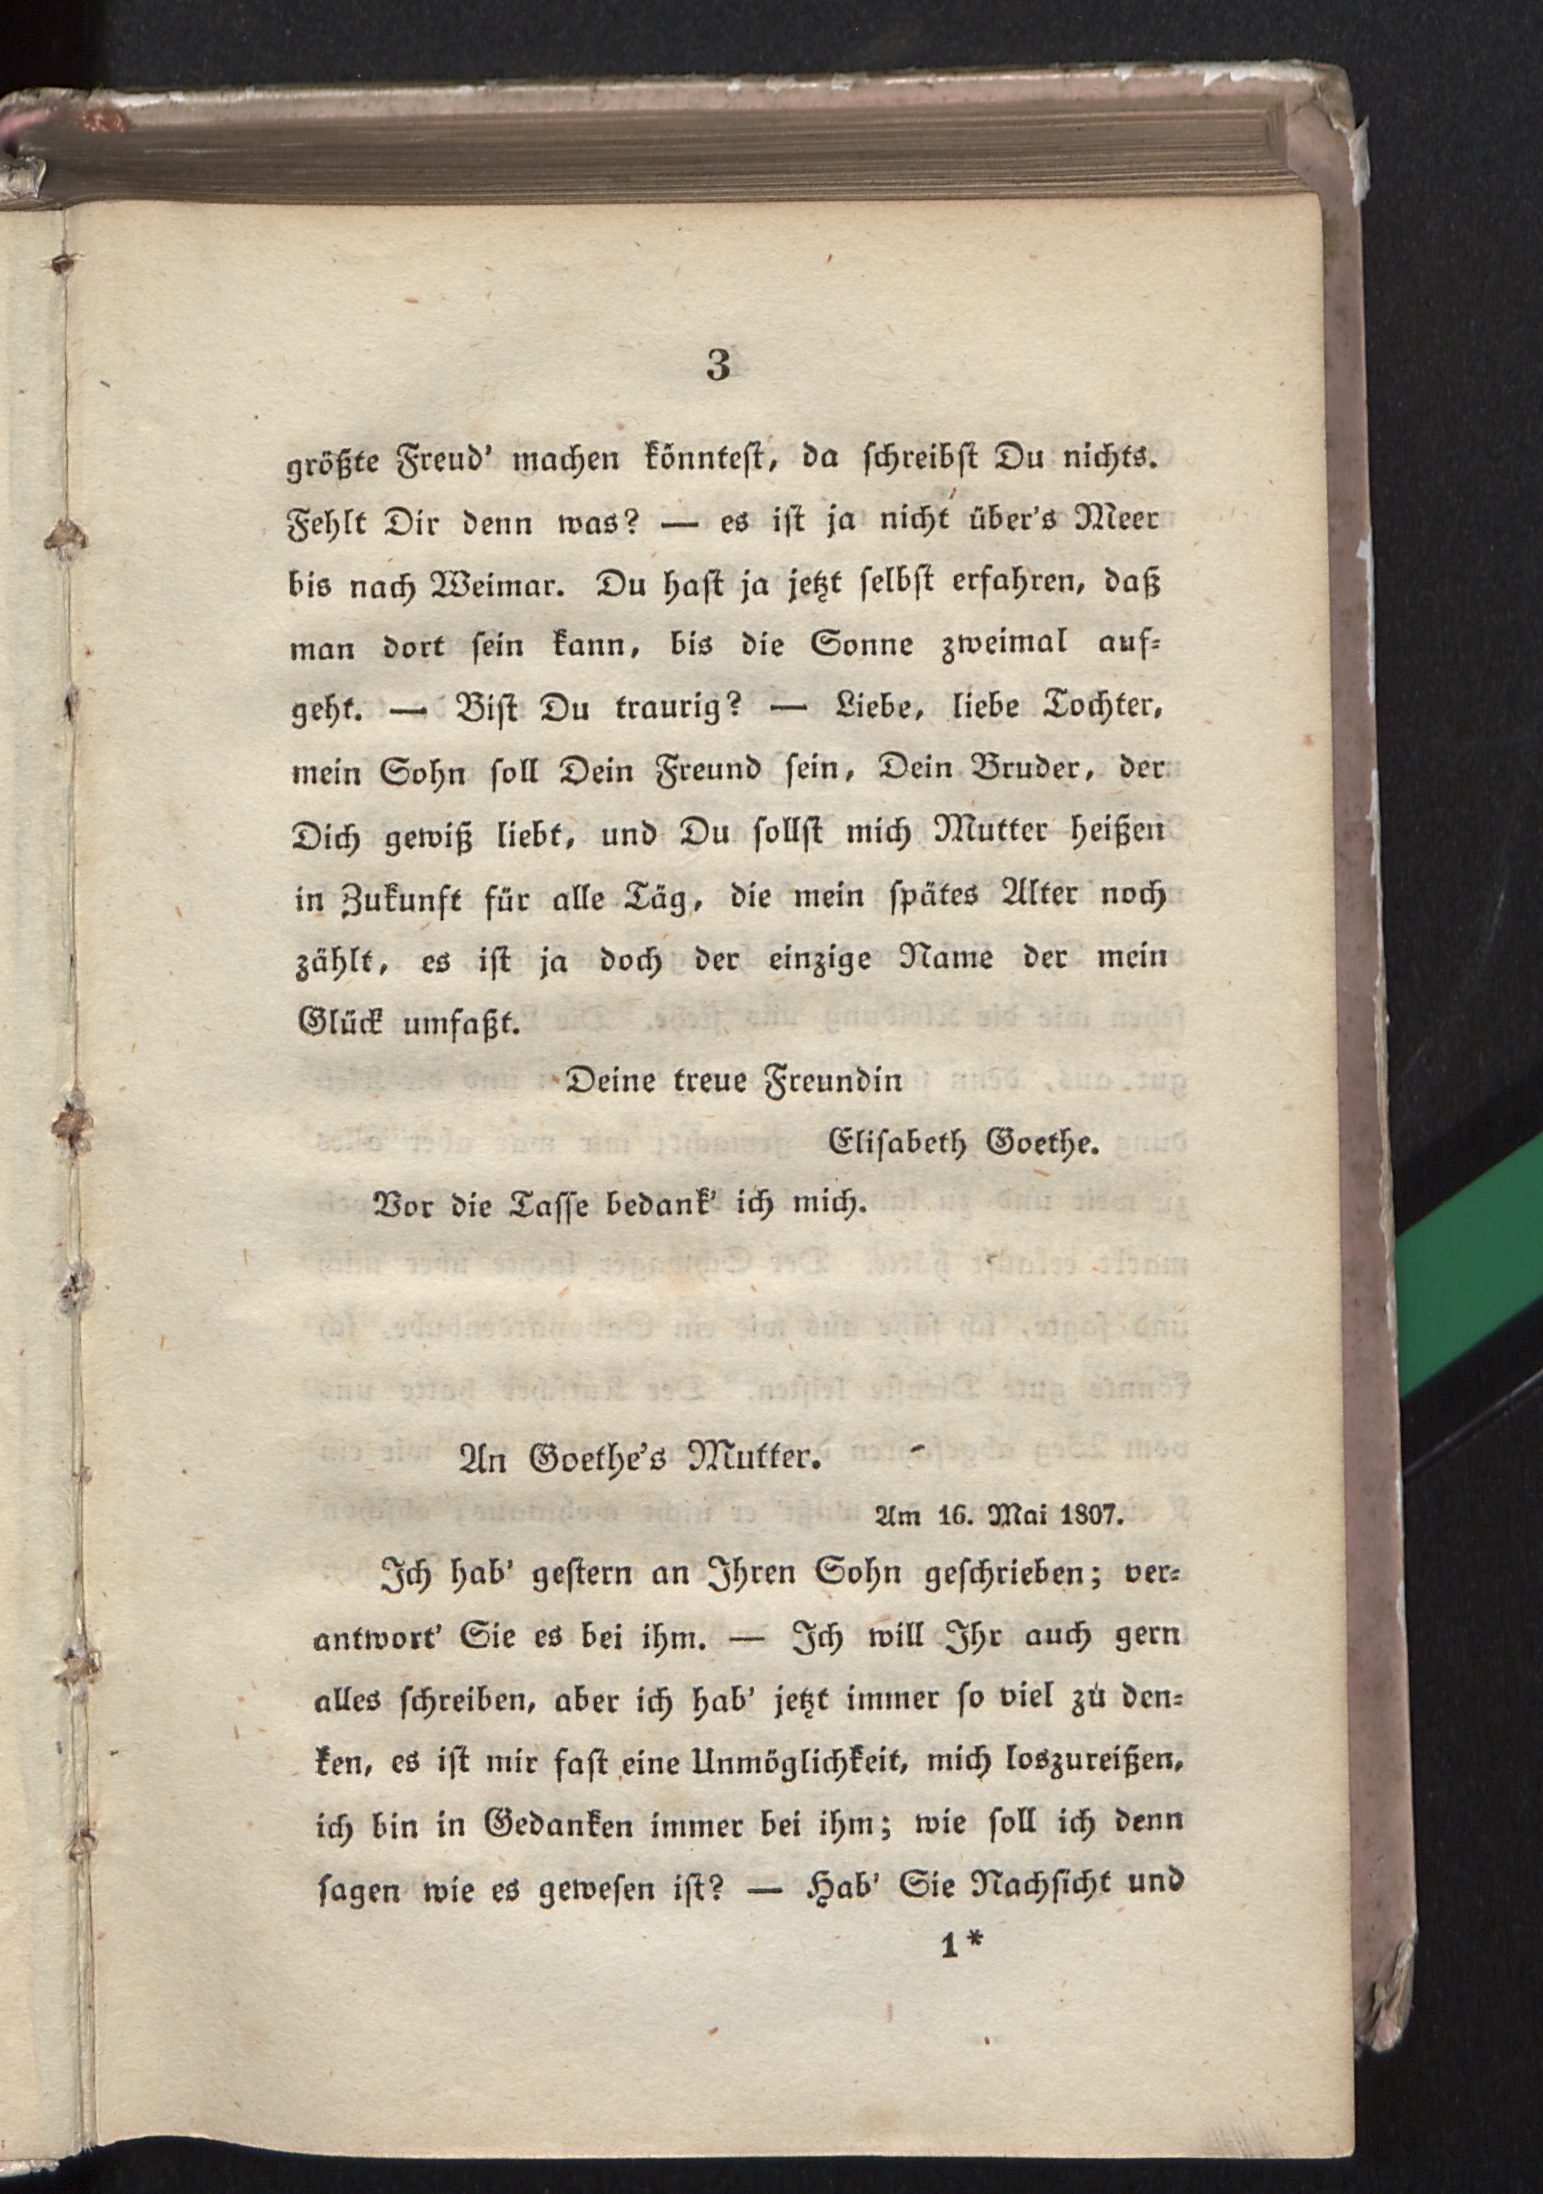 3
größte Freud' machen könntest, da schreibst Du nichts.
Fehlt Dir denn was? — es ist ja nicht über's Meer
bis nach Weimar. Du hast ja jetzt selbst erfahren, daß
man dort sein kann, bis die Sonne zweimal auf-
geht. — Bist Du traurig? — Liebe, liebe Tochter,
mein Sohn soll Dein Freund sein, Dein Bruder, der
Dich gewiß liebt, und Du sollst mich Mutter heißen
in Zukunft für alle Täg, die mein spätes Alter noch
zählt, es ist ja doch der einzige Name der mein
Glück umfaßt.
Deine treue Freundin
Elisabeth Goethe.
Vor die Tasse bedank' ich mich.
An Goethe's Mutter.
Am 16. Mai 1807.
Ich hab' gestern an Ihren Sohn geschrieben; ver-
antwort' Sie es bei ihm. — Ich will Ihr auch gern
alles schreiben, aber ich hab' jetzt immer so viel zu den-
ken, es ist mir fast eine Unmöglichkeit, mich loszureißen,
ich bin in Gedanken immer bei ihm; wie soll ich denn
sagen wie es gewesen ist? — Hab' Sie Nachsicht und
1*